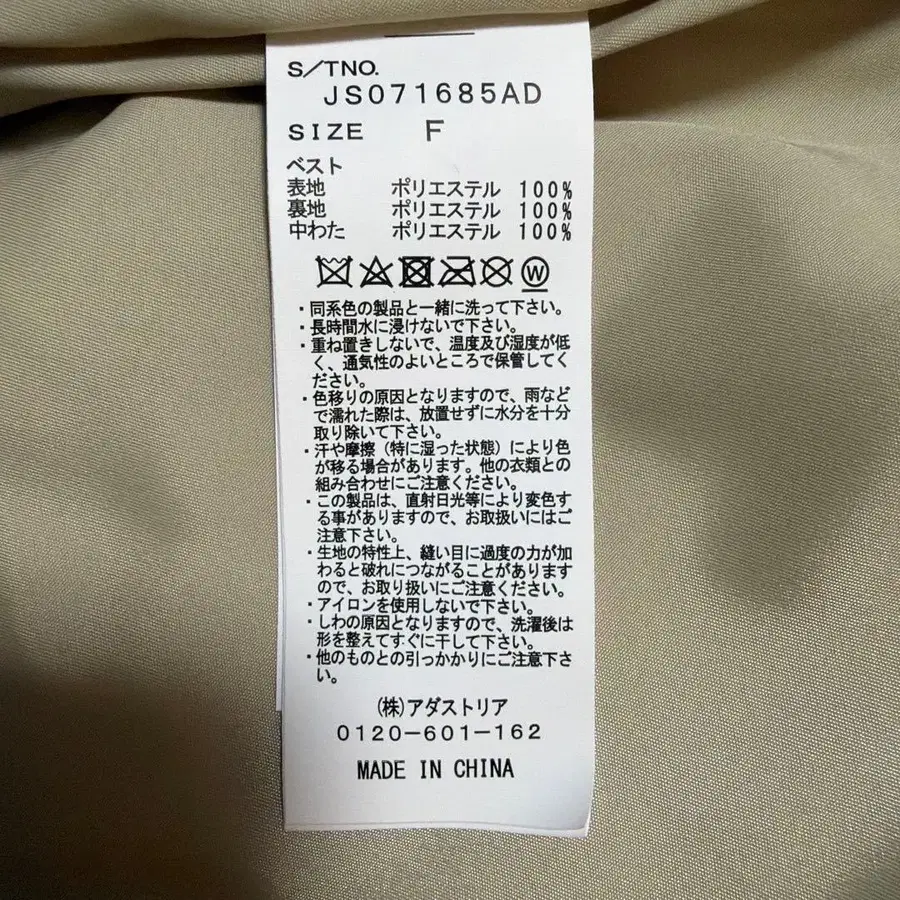 S/TNO.
JS071685AD
SIZE F
ベスト
表地 ポリエステル 100%
裏地 ポリエステル 100%
中わた ポリエステル 100%
W
・同系色の製品と一緒に洗って下さい。
・長時間水に浸けないで下さい。
・重ね置きしないで、温度及び湿度が低
く、通気性のよいところで保管してく
ださい。
・色移りの原因となりますので、雨など
で濡れた際は、放置せずに水分を十分
取り除いて下さい。
・汗や摩擦（特に湿った状態）により色
が移る場合があります。他の衣類との
組み合わせにご注意ください。
・この製品は、直射日光等により変色す
る事がありますので、お取扱いにはご
注意下さい。
・生地の特性上、縫い目に過度の力が加
わると破れにつながることがあります
ので、お取り扱いにご注意ください。
・アイロンを使用しないで下さい。
・しわの原因となりますので、洗濯後は
形を整えてすぐに干して下さい。
・他のものとの引っかかりにご注意下さ
い。
(株)アダストリア
0120-601-162
MADE IN CHINA